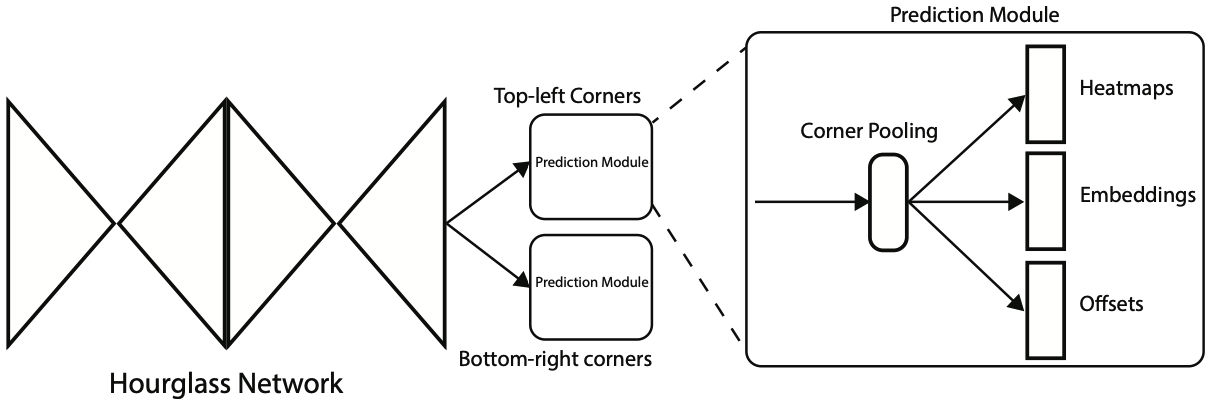 Prediction Module
Top-left Corners
Prediction Module
Prediction Module
Bottom-right corners
Hourglass Network
Corner Pooling
Heatmaps
Embeddings
Offsets